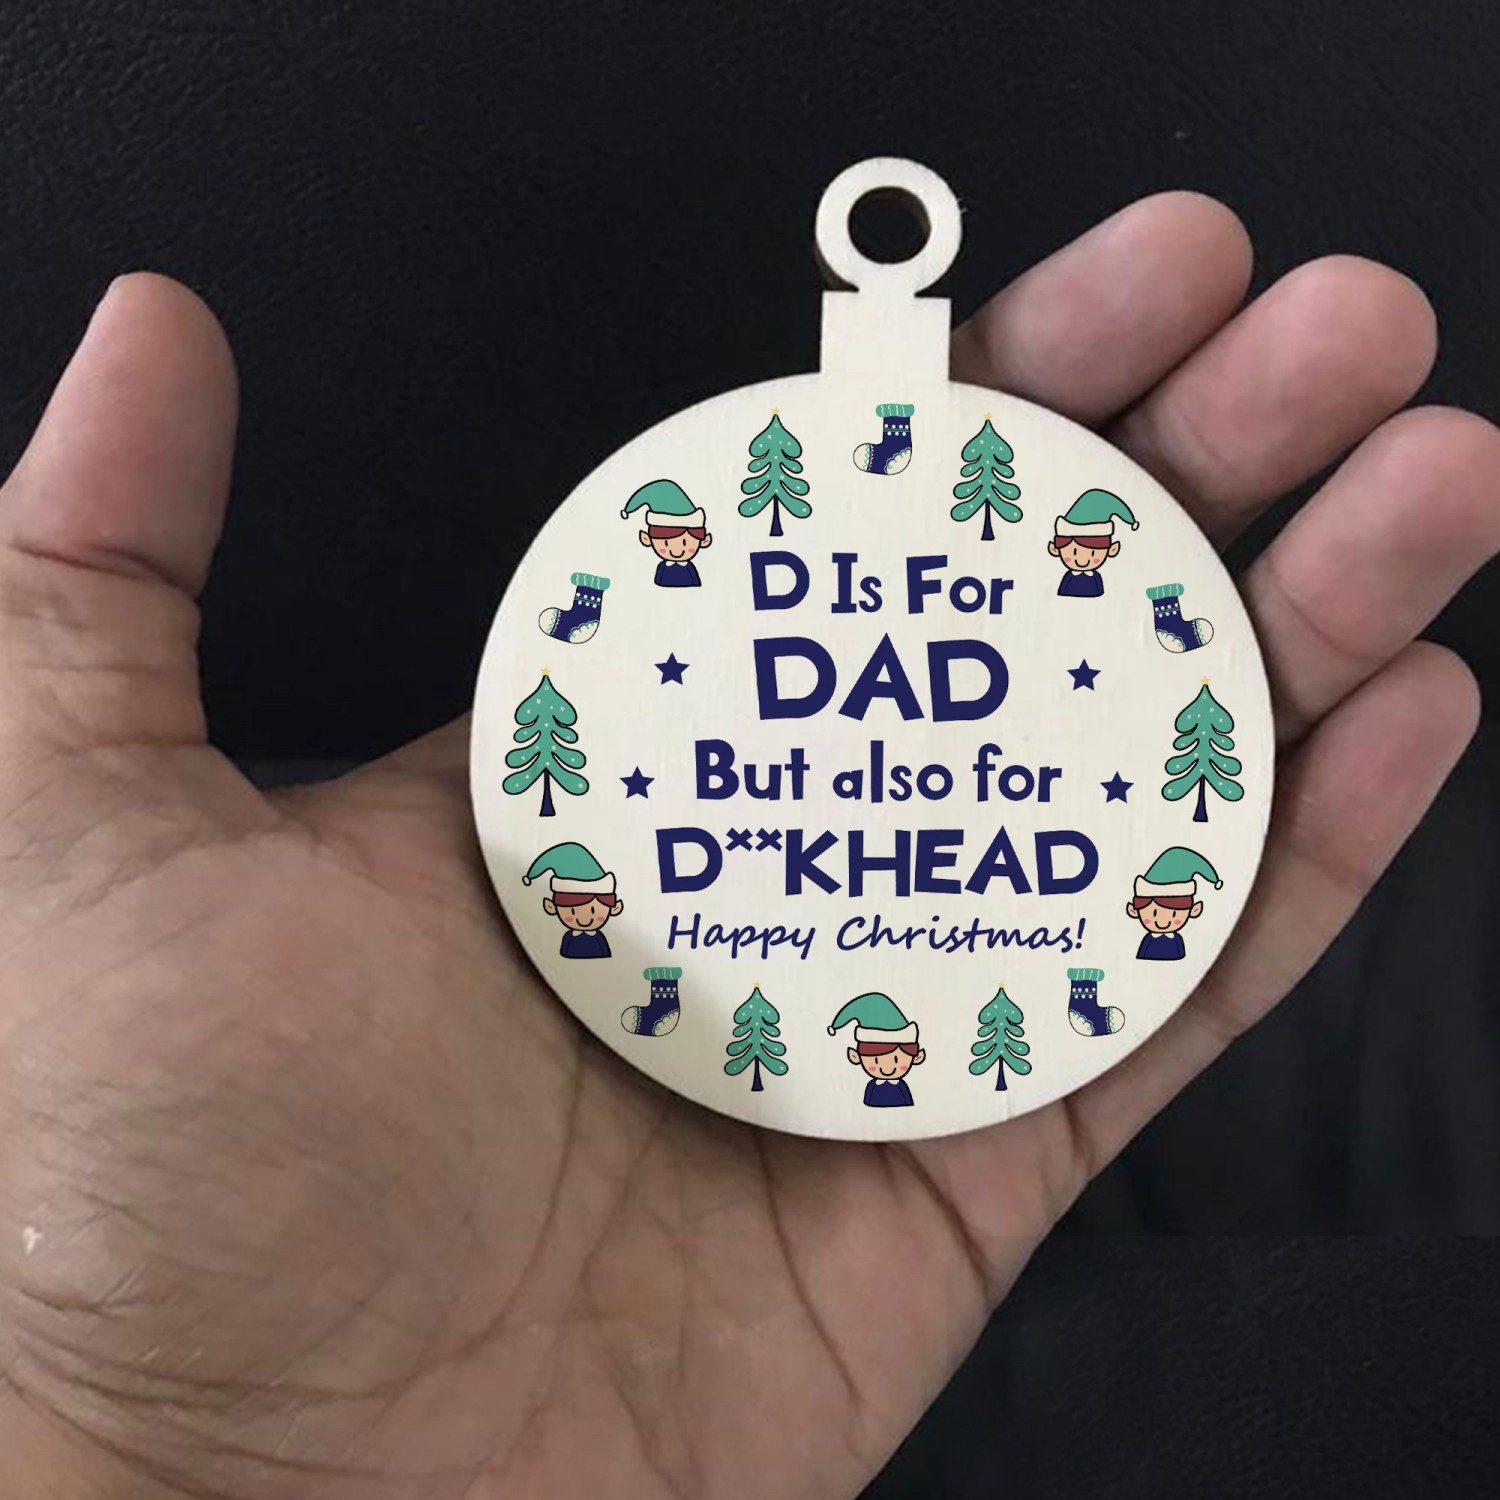 D Is For
DAD
But also for
D**KHEAD
Happy Christmas!